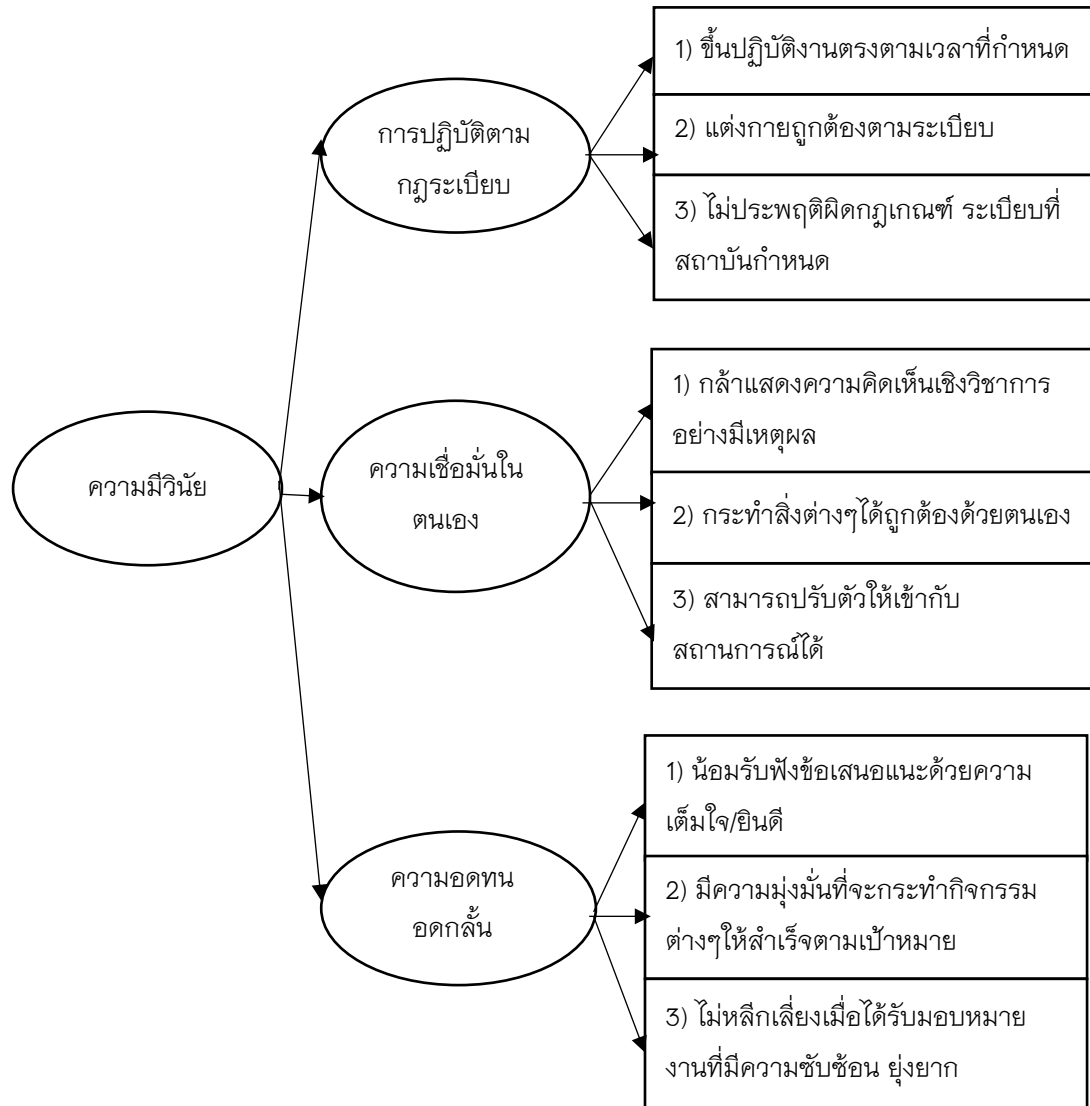 1) ขึ้นปฏิบัติงานตรงตามเวลาที่กำหนด
การปฏิบัติตาม
กฎระเบียบ
2) แต่งกายถูกต้องตามระเบียบ
3) ไม่ประพฤติผิดกฎเกณฑ์ ระเบียบที่
สถาบันกำหนด
ความมีวินัย
ความเชื่อมั่นใน
ตนเอง
1) กล้าแสดงความคิดเห็นเชิงวิชาการ
อย่างมีเหตุผล
2) กระทำสิ่งต่างๆได้ถูกต้องด้วยตนเอง
3) สามารถปรับตัวให้เข้ากับ
สถานการณ์ได้
ความอดทน
อดกลั้น
1) น้อมรับฟังข้อเสนอแนะด้วยความ
เต็มใจ/ยินดี
2) มีความมุ่งมั่นที่จะกระทำกิจกรรม
ต่างๆให้สำเร็จตามเป้าหมาย
3) ไม่หลีกเลี่ยงเมื่อได้รับมอบหมาย
งานที่มีความซับซ้อน ยุ่งยาก